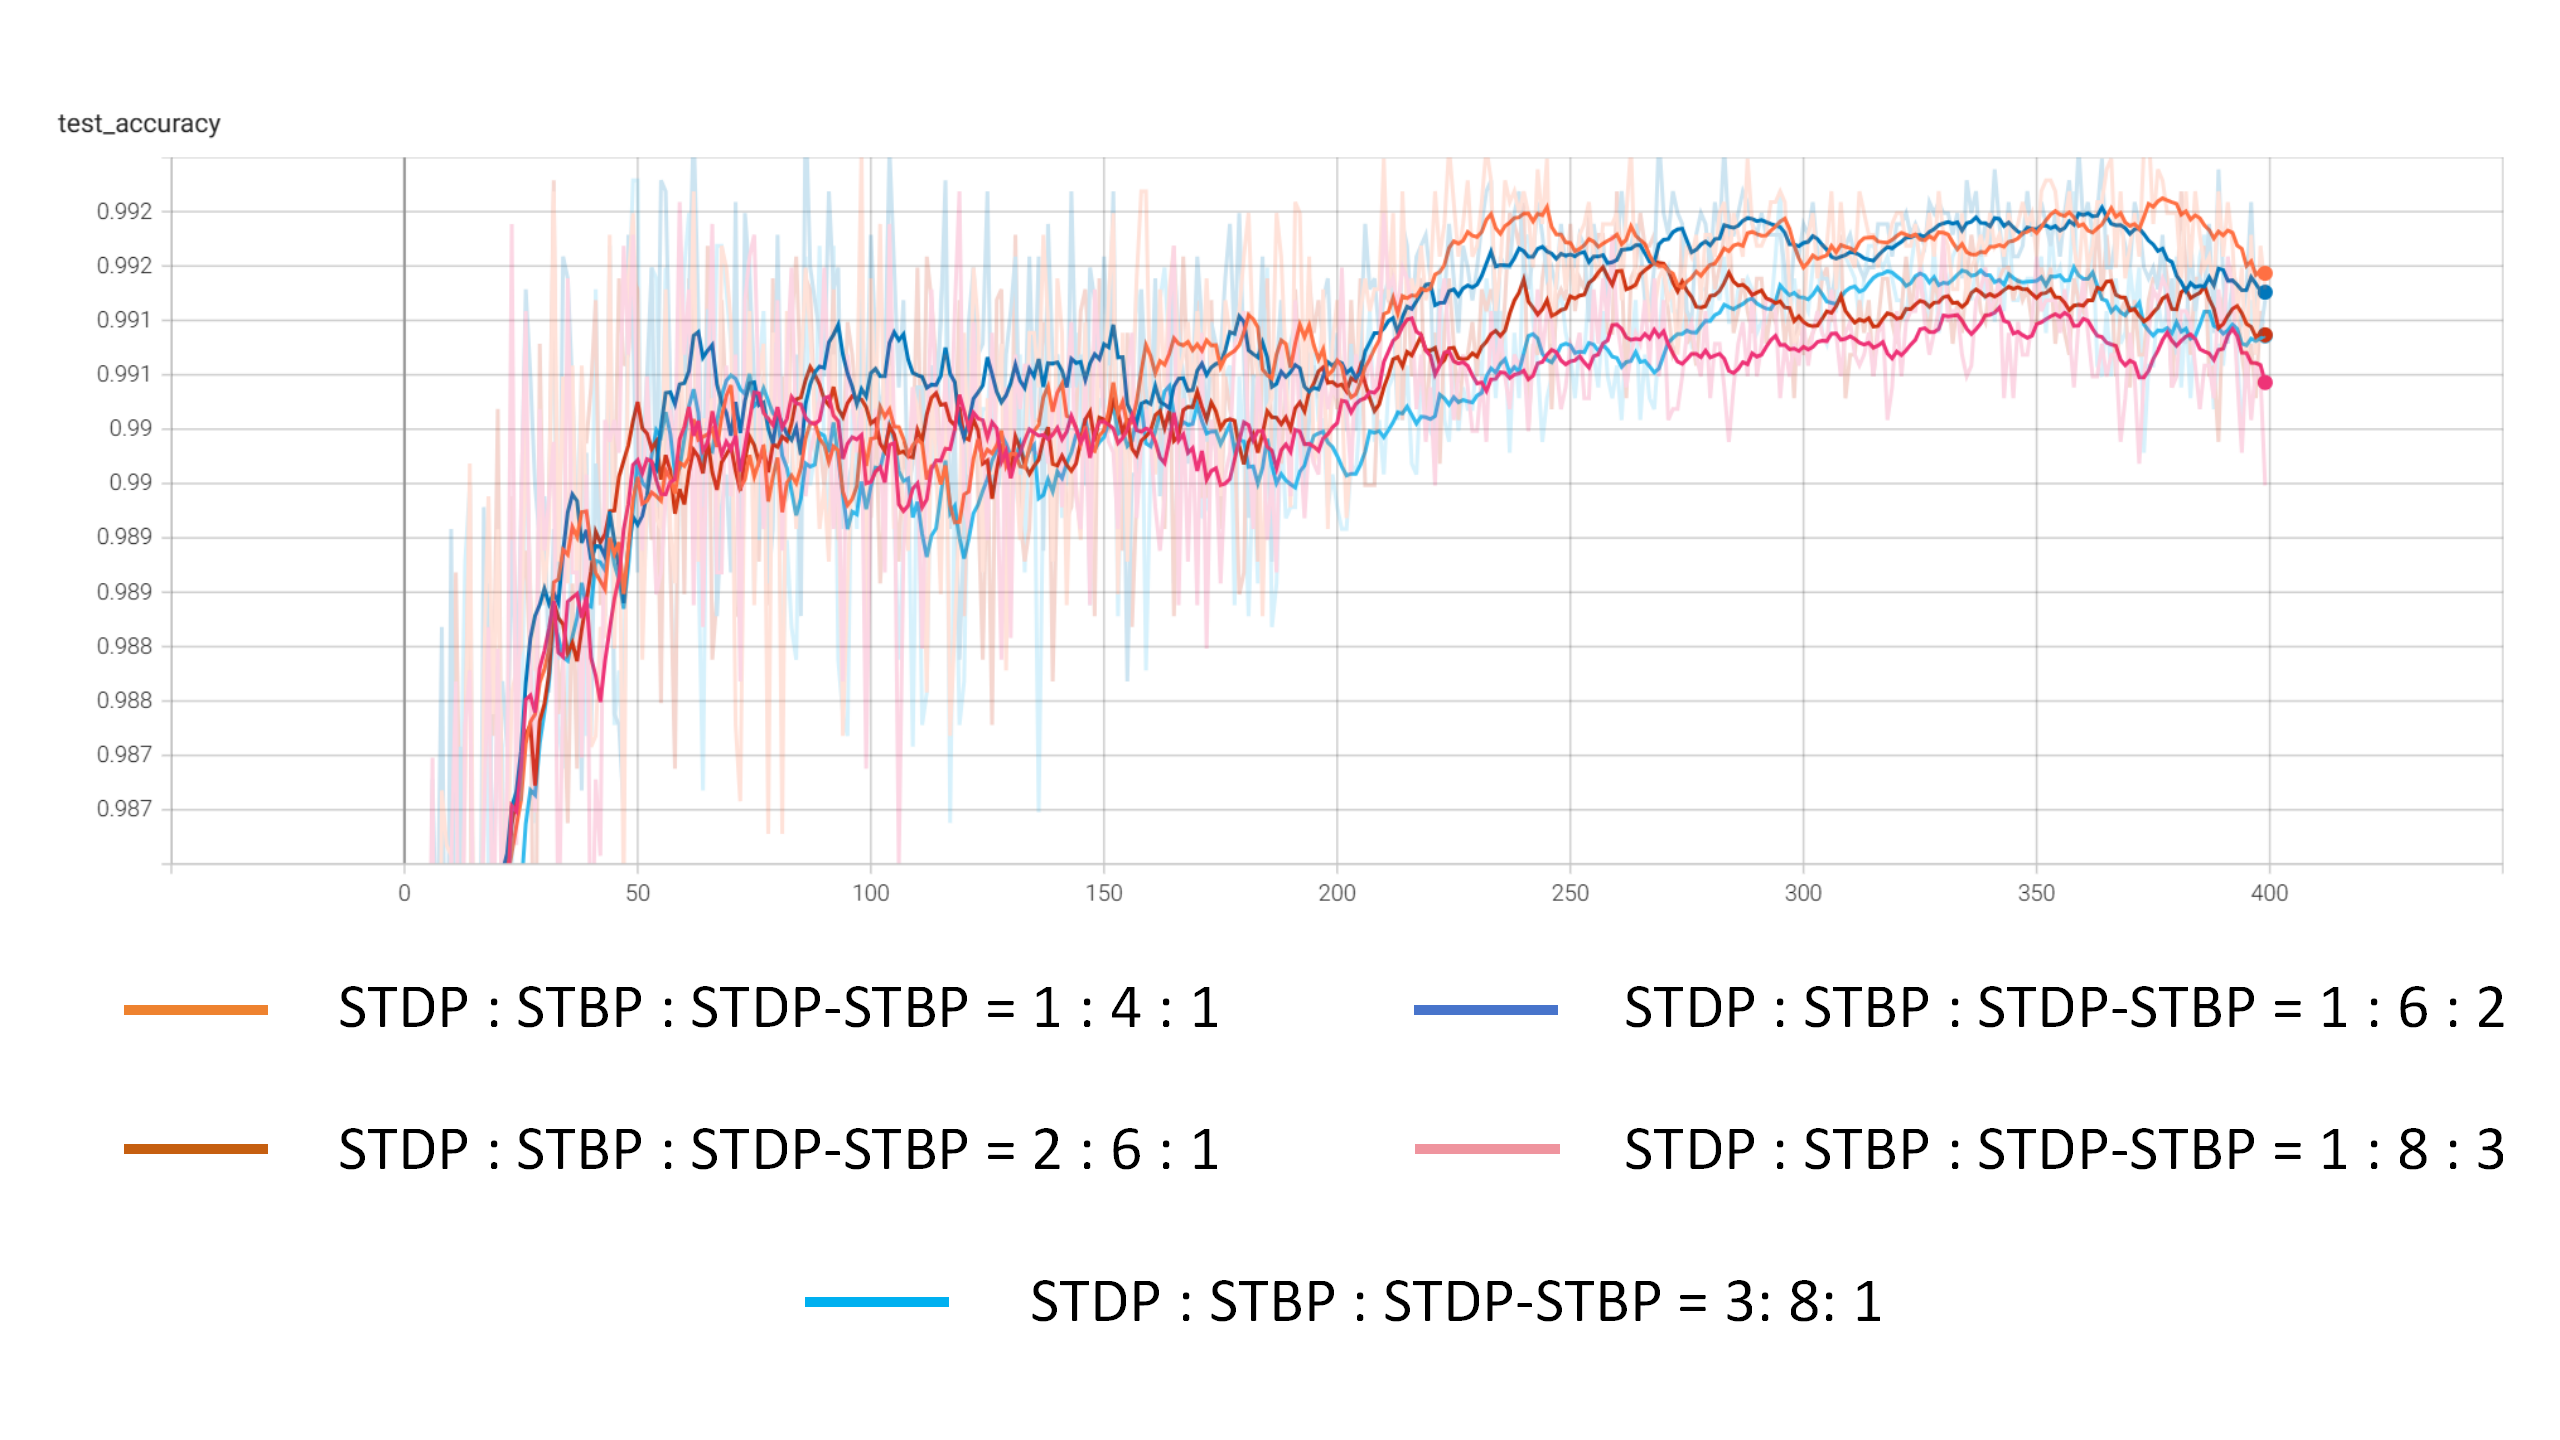 test_accuracy
0.992
0.992
0.991
0.991
0.99
0.99
0.989
0.989
0.988
0.988
0.987
0.987
0 50 100 150 200 250 300 350 400
STDP : STBP : STDP-STBP = 1 : 4 : 1
STDP : STBP : STDP-STBP = 1 : 6 : 2
STDP : STBP : STDP-STBP = 2 : 6 : 1
STDP : STBP : STDP-STBP = 1 : 8 : 3
STDP : STBP : STDP-STBP = 3: 8: 1